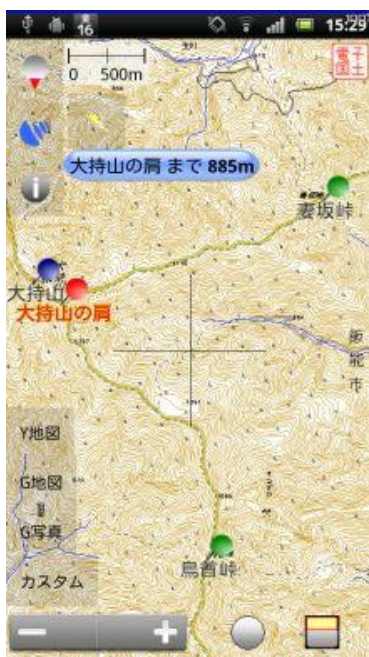 16
15:29
0 500m
電子
国土
大持山の肩 まで 885m
妻坂峠
大持山
大持山の肩
飯能市
Y地図
G地図
G写真
カスタム
鳥首峠